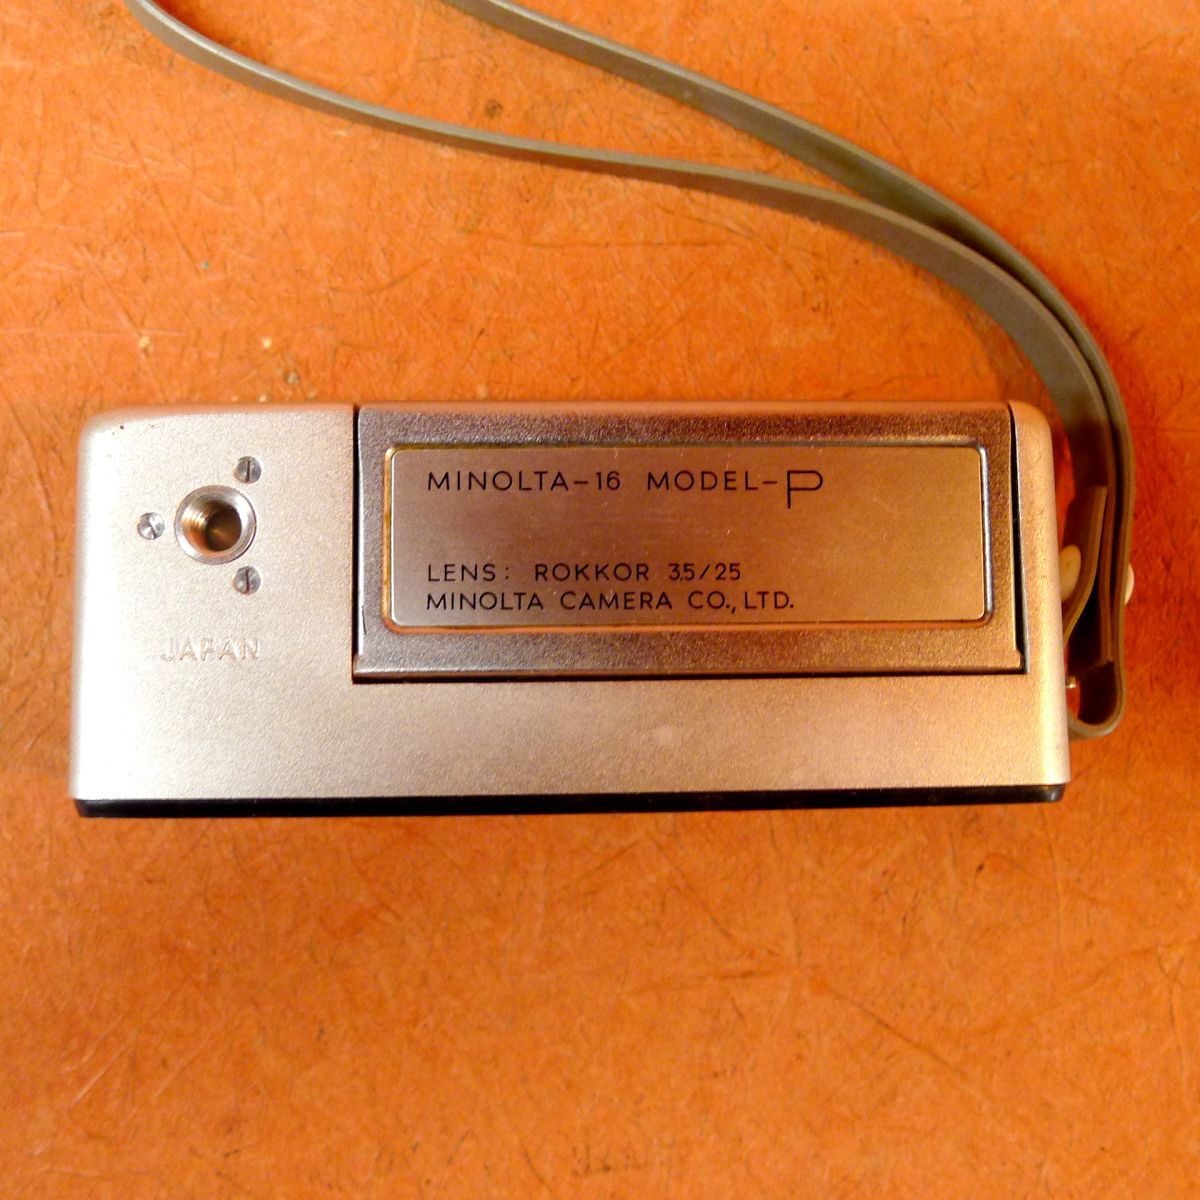 MINOLTA-16 MODEL-P
LENS: ROKKOR 3.5/25
MINOLTA CAMERA CO., LTD.
JAPAN